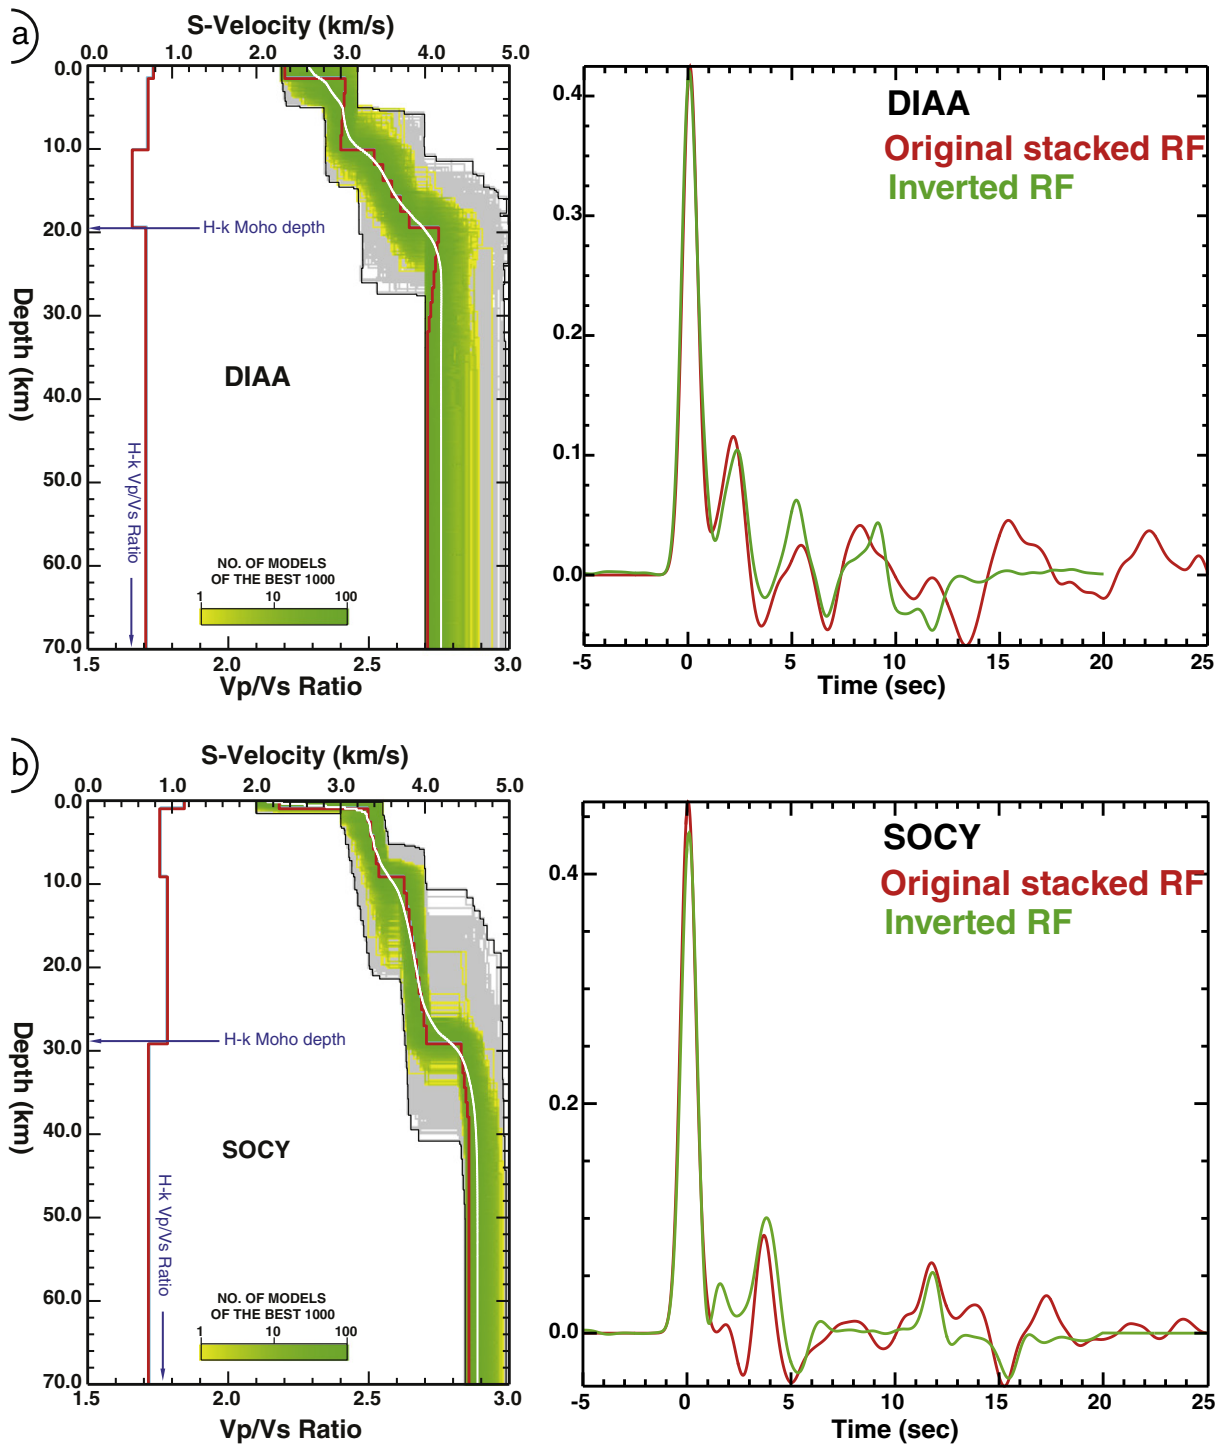 a
S-Velocity (km/s)
0.0 1.0 2.0 3.0 4.0 5.0
0.0
10.0
20.0
30.0
40.0
50.0
60.0
70.0
Depth (km)
H-k Moho depth
DIAA
H-k Vp/Vs Ratio
NO. OF MODELS
OF THE BEST 1000
1 10 100
1.5 2.0 2.5 3.0
Vp/Vs Ratio
DIAA
Original stacked RF
Inverted RF
0.4
0.3
0.2
0.1
0.0
-5 0 5 10 15 20 25
Time (sec)
b
S-Velocity (km/s)
0.0 1.0 2.0 3.0 4.0 5.0
0.0
10.0
20.0
30.0
40.0
50.0
60.0
70.0
Depth (km)
H-k Moho depth
SOCY
H-k Vp/Vs Ratio
NO. OF MODELS
OF THE BEST 1000
1 10 100
1.5 2.0 2.5 3.0
Vp/Vs Ratio
SOCY
Original stacked RF
Inverted RF
0.4
0.2
0.0
-5 0 5 10 15 20 25
Time (sec)